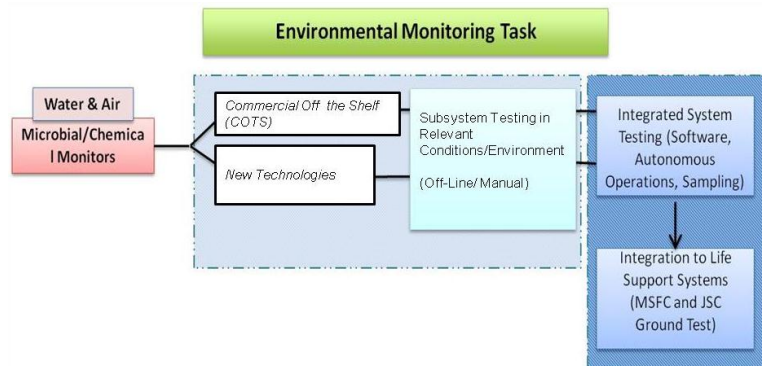 Environmental Monitoring Task
Water & Air
Microbial/Chemica
l Monitors
Commercial Off the Shelf
(COTS)
New Technologies
Subsystem Testing in
Relevant
Conditions/Environment
(Off-Line/ Manual)
Integrated System
Testing (Software,
Autonomous
Operations, Sampling)
Integration to Life
Support Systems
(MSFC and JSC
Ground Test)